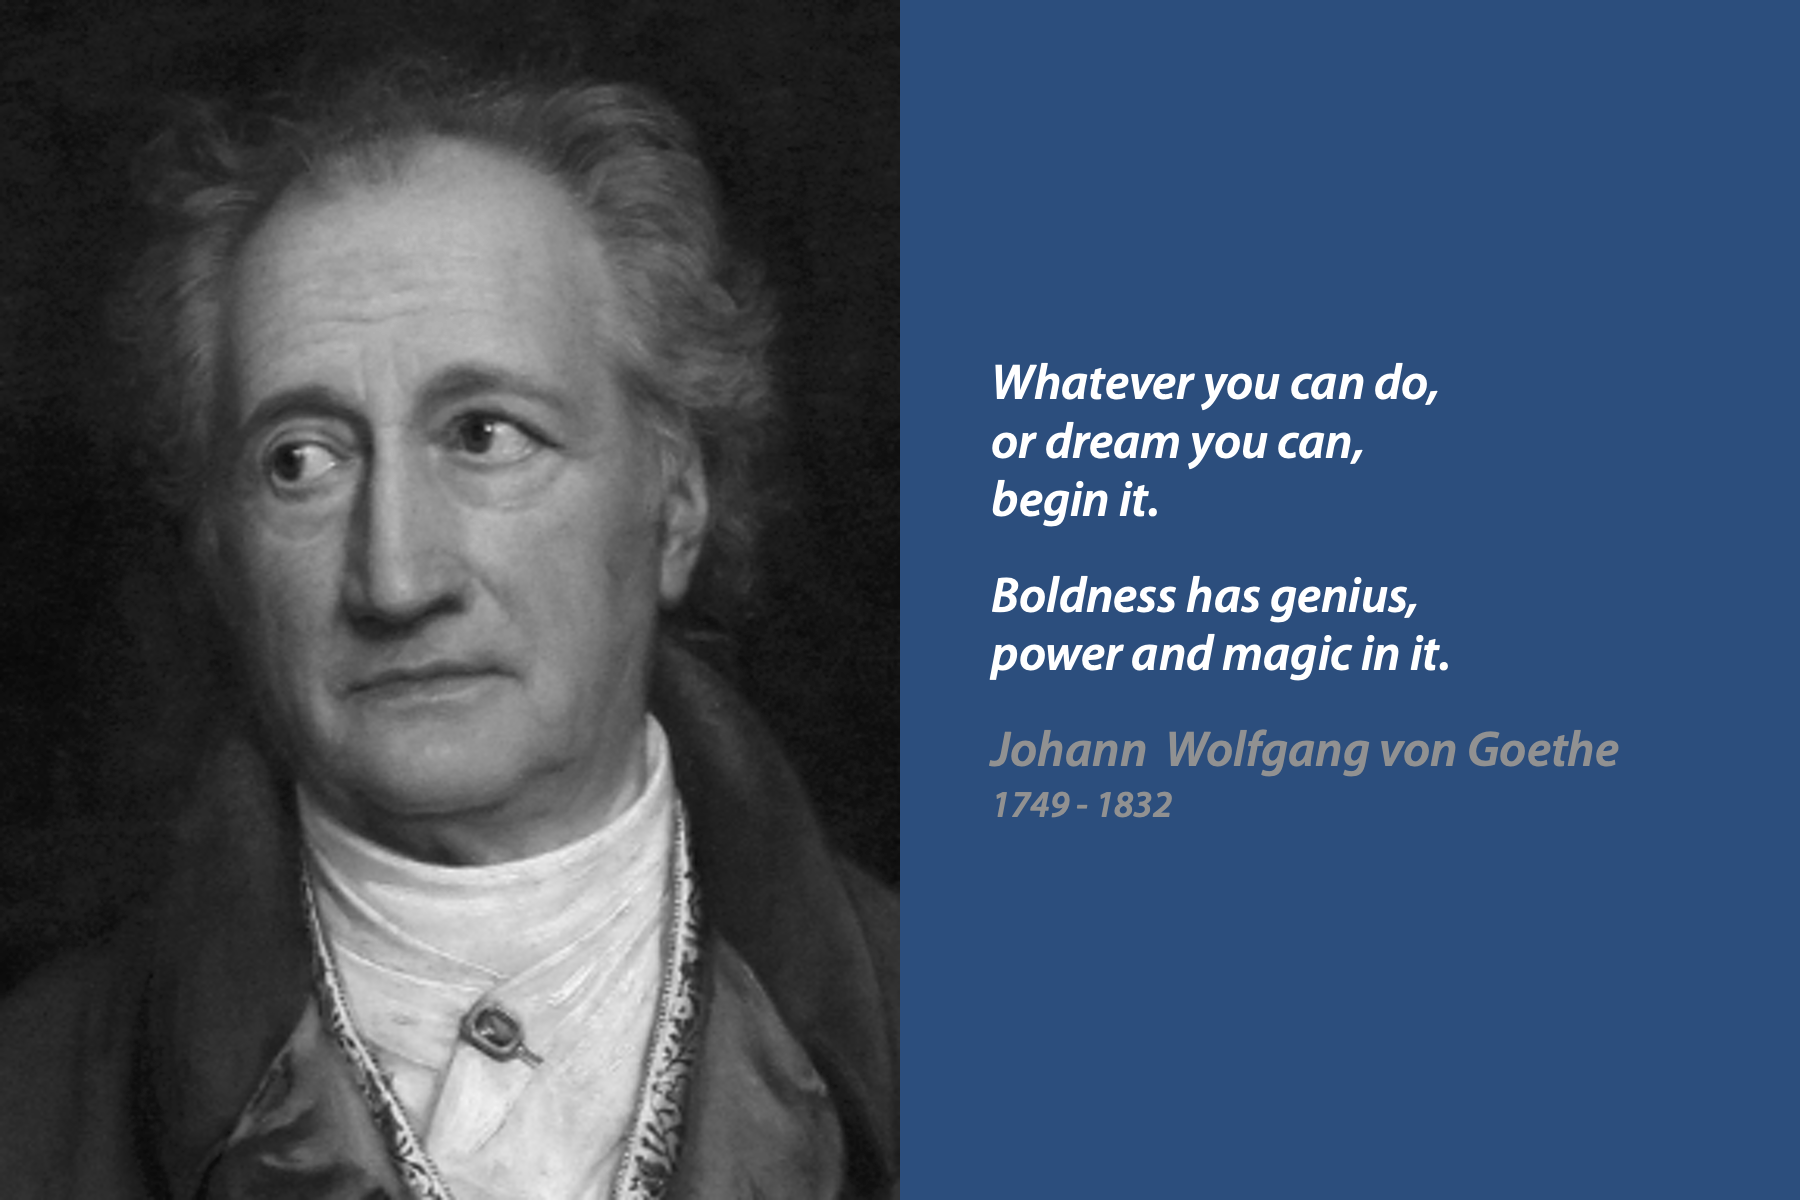 Whatever you can do,
or dream you can,
begin it.
Boldness has genius,
power and magic in it.
Johann Wolfgang von Goethe
1749 - 1832